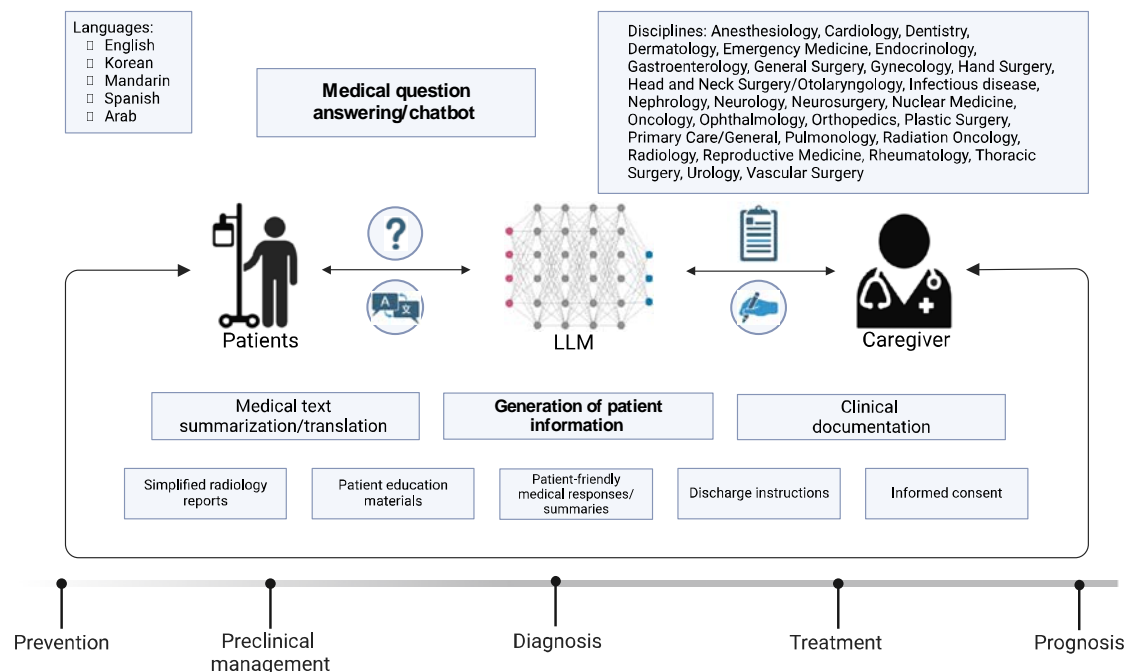 Languages:
▯ English
▯ Korean
▯ Mandarin
▯ Spanish
▯ Arab
Medical question
answering/chatbot
Disciplines: Anesthesiology, Cardiology, Dentistry,
Dermatology, Emergency Medicine, Endocrinology,
Gastroenterology, General Surgery, Gynecology, Hand Surgery,
Head and Neck Surgery/Otolaryngology, Infectious disease,
Nephrology, Neurology, Neurosurgery, Nuclear Medicine,
Oncology, Ophthalmology, Orthopedics, Plastic Surgery,
Primary Care/General, Pulmonology, Radiation Oncology,
Radiology, Reproductive Medicine, Rheumatology, Thoracic
Surgery, Urology, Vascular Surgery
?
A 文
Patients
LLM
Caregiver
Medical text
summarization/translation
Generation of patient
information
Clinical
documentation
Simplified radiology
reports
Patient education
materials
Patient-friendly
medical responses/
summaries
Discharge instructions
Informed consent
Prevention
Preclinical
management
Diagnosis
Treatment
Prognosis